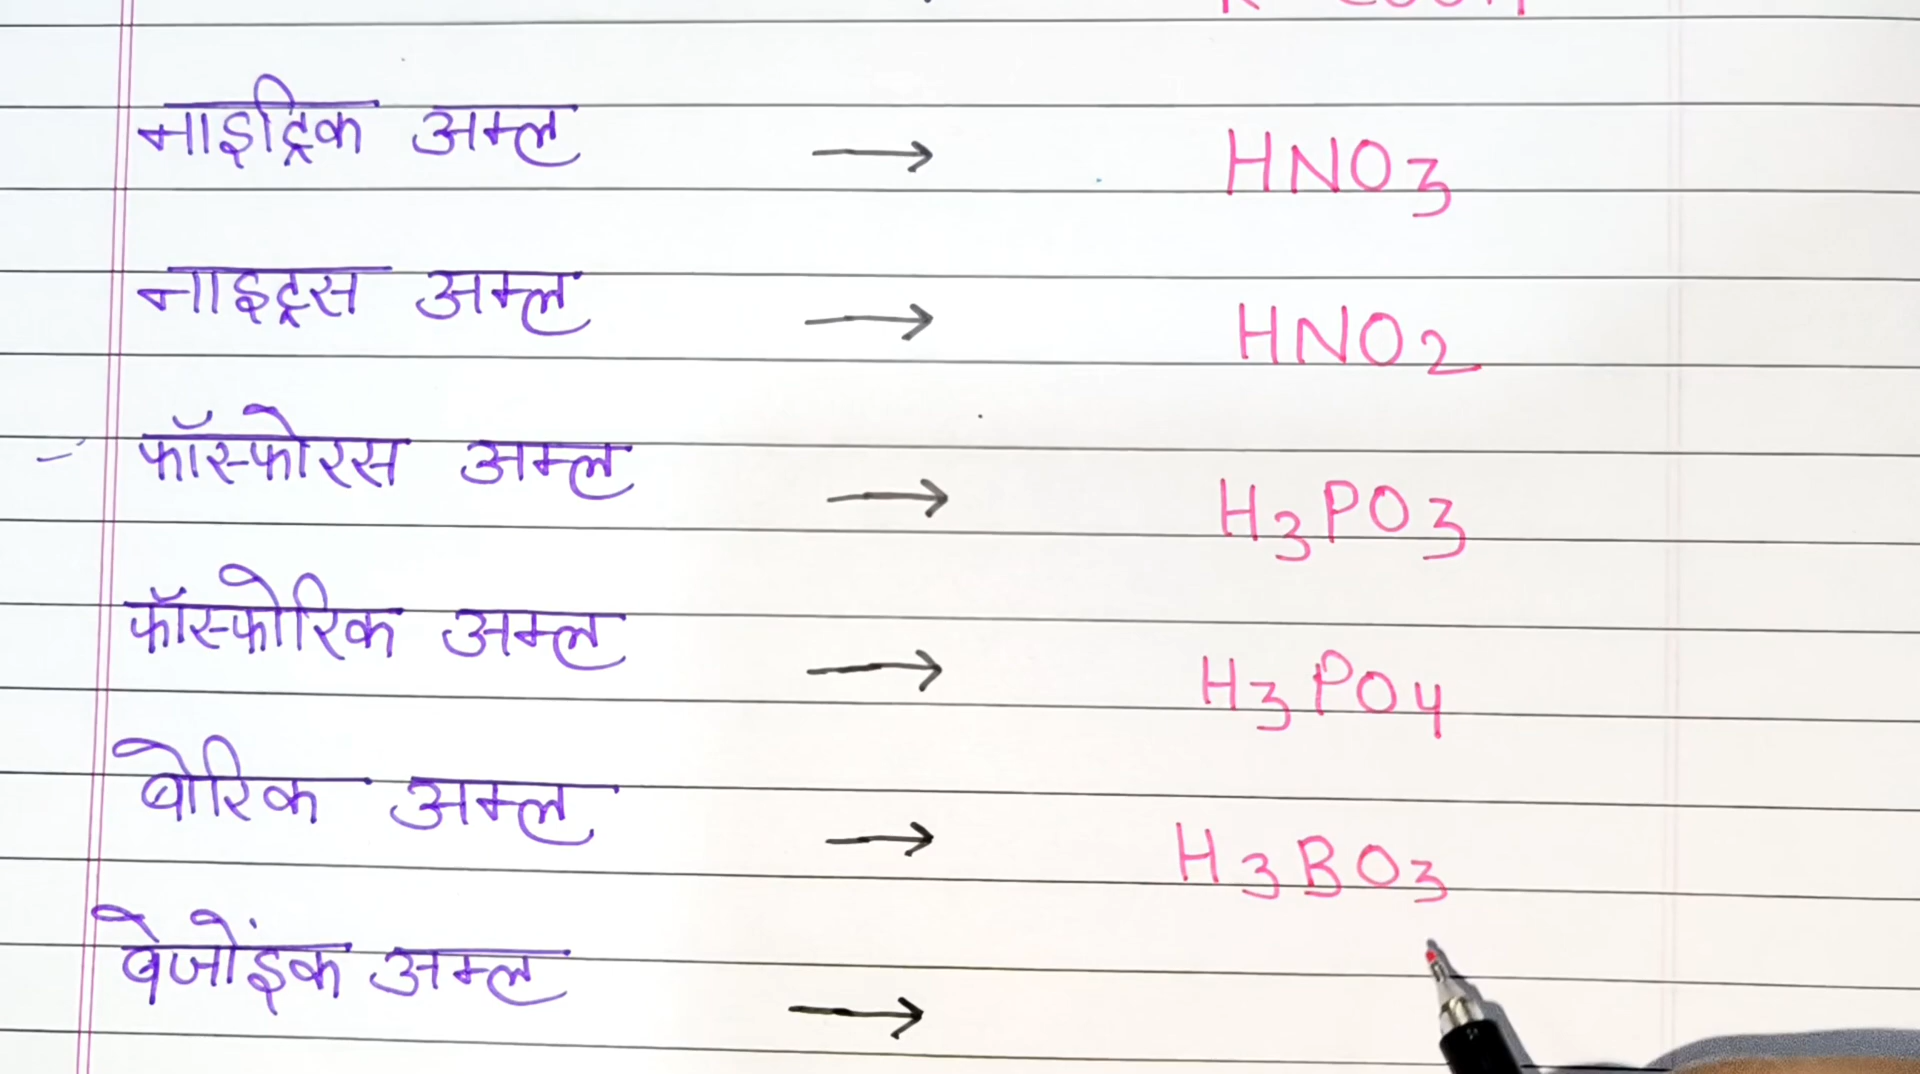 नाइट्रिक अम्ल → HNO3
नाइट्रस अम्ल → HNO2
फॉस्फोरस अम्ल → H3PO3
फॉस्फोरिक अम्ल → H3PO4
बोरिक अम्ल → H3BO3
बेजोंइक अम्ल →